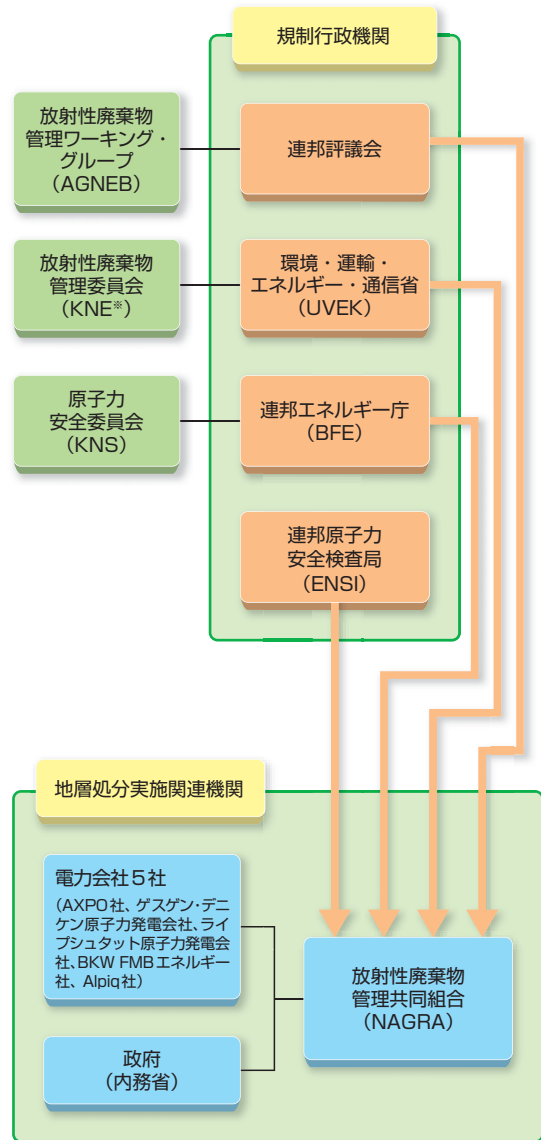 規制行政機関
放射性廃棄物
管理ワーキング・
グループ
（AGNEB）
連邦評議会
放射性廃棄物
管理委員会
（KNE※）
環境・運輸・
エネルギー・通信省
（UVEK）
原子力
安全委員会
（KNS）
連邦エネルギー庁
（BFE）
連邦原子力
安全検査局
（ENSI）
地層処分実施関連機関
電力会社５社
（AXPO社、ゲスゲン・デニ
ケン原子力発電会社、ライ
プシュタット原子力発電会
社、BKW FMBエネルギー
社、Alpiq社）
放射性廃棄物
管理共同組合
（NAGRA）
政府
（内務省）